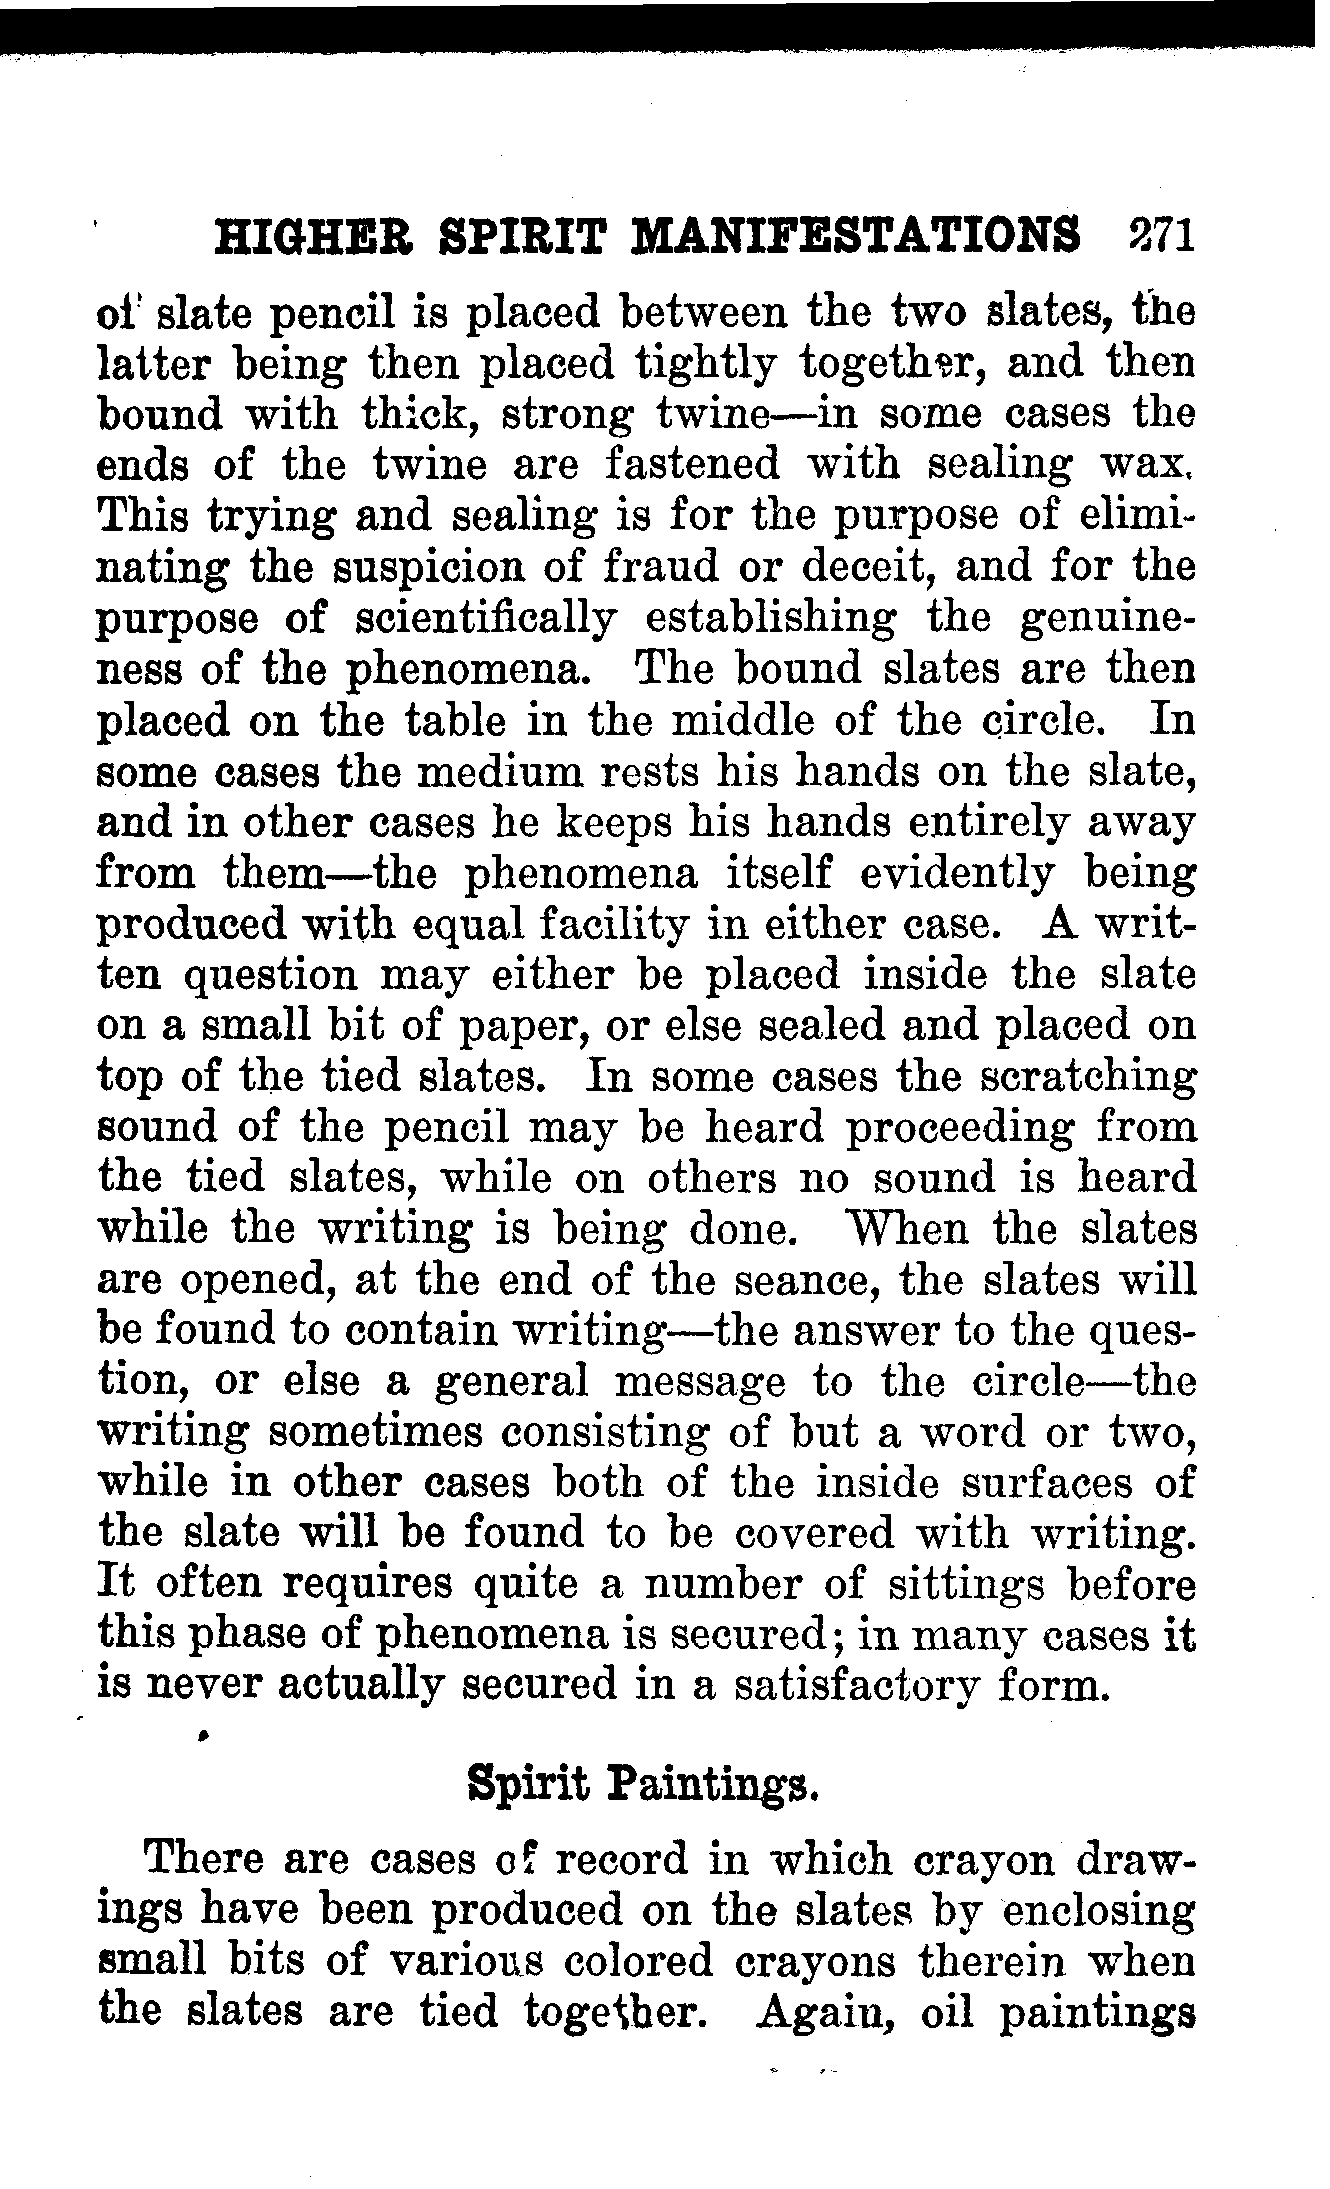 HIGHER SPIRIT MANIFESTATIONS 271
of slate pencil is placed between the two slates, the
latter being then placed tightly together, and then
bound with thick, strong twine—in some cases the
ends of the twine are fastened with sealing wax.
This trying and sealing is for the purpose of elimi-
nating the suspicion of fraud or deceit, and for the
purpose of scientifically establishing the genuine-
ness of the phenomena. The bound slates are then
placed on the table in the middle of the circle. In
some cases the medium rests his hands on the slate,
and in other cases he keeps his hands entirely away
from them—the phenomena itself evidently being
produced with equal facility in either case. A writ-
ten question may either be placed inside the slate
on a small bit of paper, or else sealed and placed on
top of the tied slates. In some cases the scratching
sound of the pencil may be heard proceeding from
the tied slates, while on others no sound is heard
while the writing is being done. When the slates
are opened, at the end of the seance, the slates will
be found to contain writing—the answer to the ques-
tion, or else a general message to the circle—the
writing sometimes consisting of but a word or two,
while in other cases both of the inside surfaces of
the slate will be found to be covered with writing.
It often requires quite a number of sittings before
this phase of phenomena is secured; in many cases it
is never actually secured in a satisfactory form.
Spirit Paintings.
There are cases of record in which crayon draw-
ings have been produced on the slates by enclosing
small bits of various colored crayons therein when
the slates are tied together. Again, oil paintings